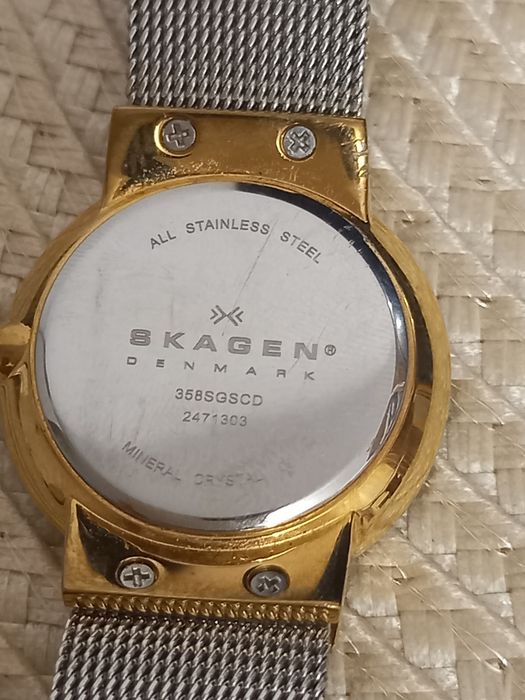 ALL STAINLESS STEEL
SKAGEN®
DENMARK
358SGSCD
2471303
MINERAL CRYSTAL